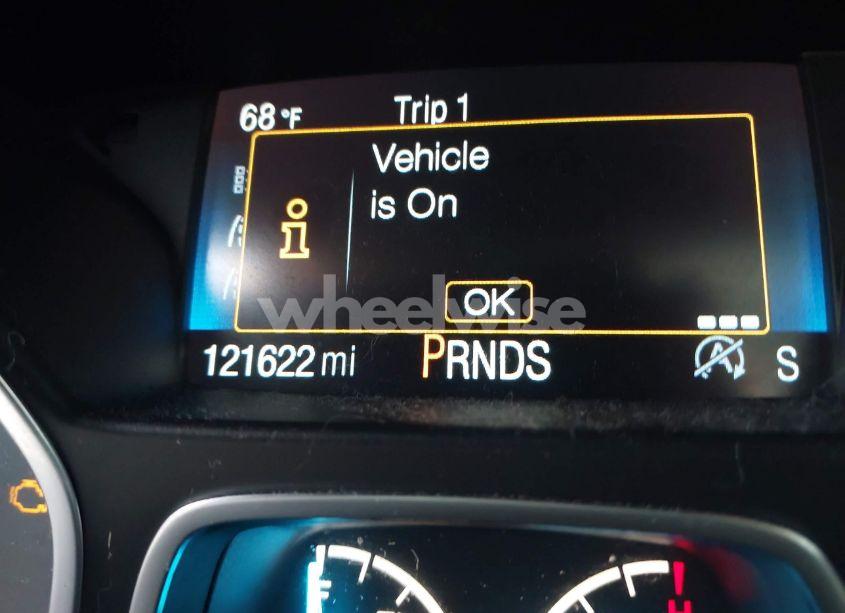 68 °F Trip 1
Vehicle
is On
OK
wheelwise
121622 mi PRNDS S
F
H